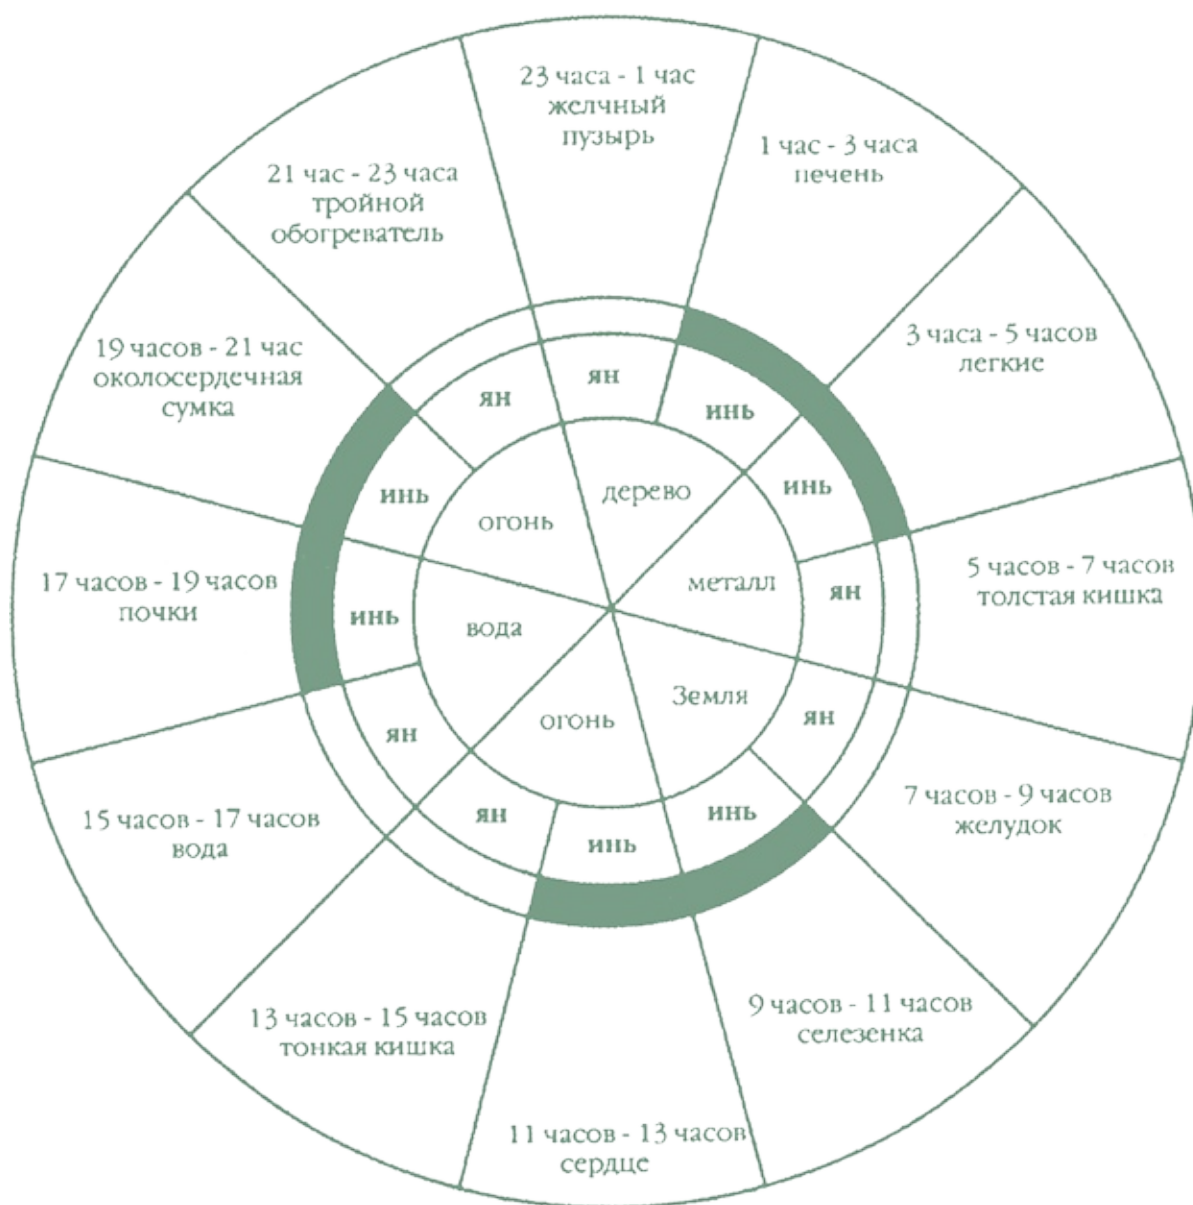 23 часа - 1 час
желчный
пузырь
1 час - 3 часа
печень
3 часа - 5 часов
легкие
5 часов - 7 часов
толстая кишка
7 часов - 9 часов
желудок
9 часов - 11 часов
селезенка
11 часов - 13 часов
сердце
13 часов - 15 часов
тонкая кишка
15 часов - 17 часов
вода
17 часов - 19 часов
почки
19 часов - 21 час
околосердечная
сумка
21 час - 23 часа
тройной
обогреватель
ян
инь
инь
ян
ян
инь
инь
ян
ян
инь
инь
ян
дерево
металл
Земля
огонь
вода
огонь